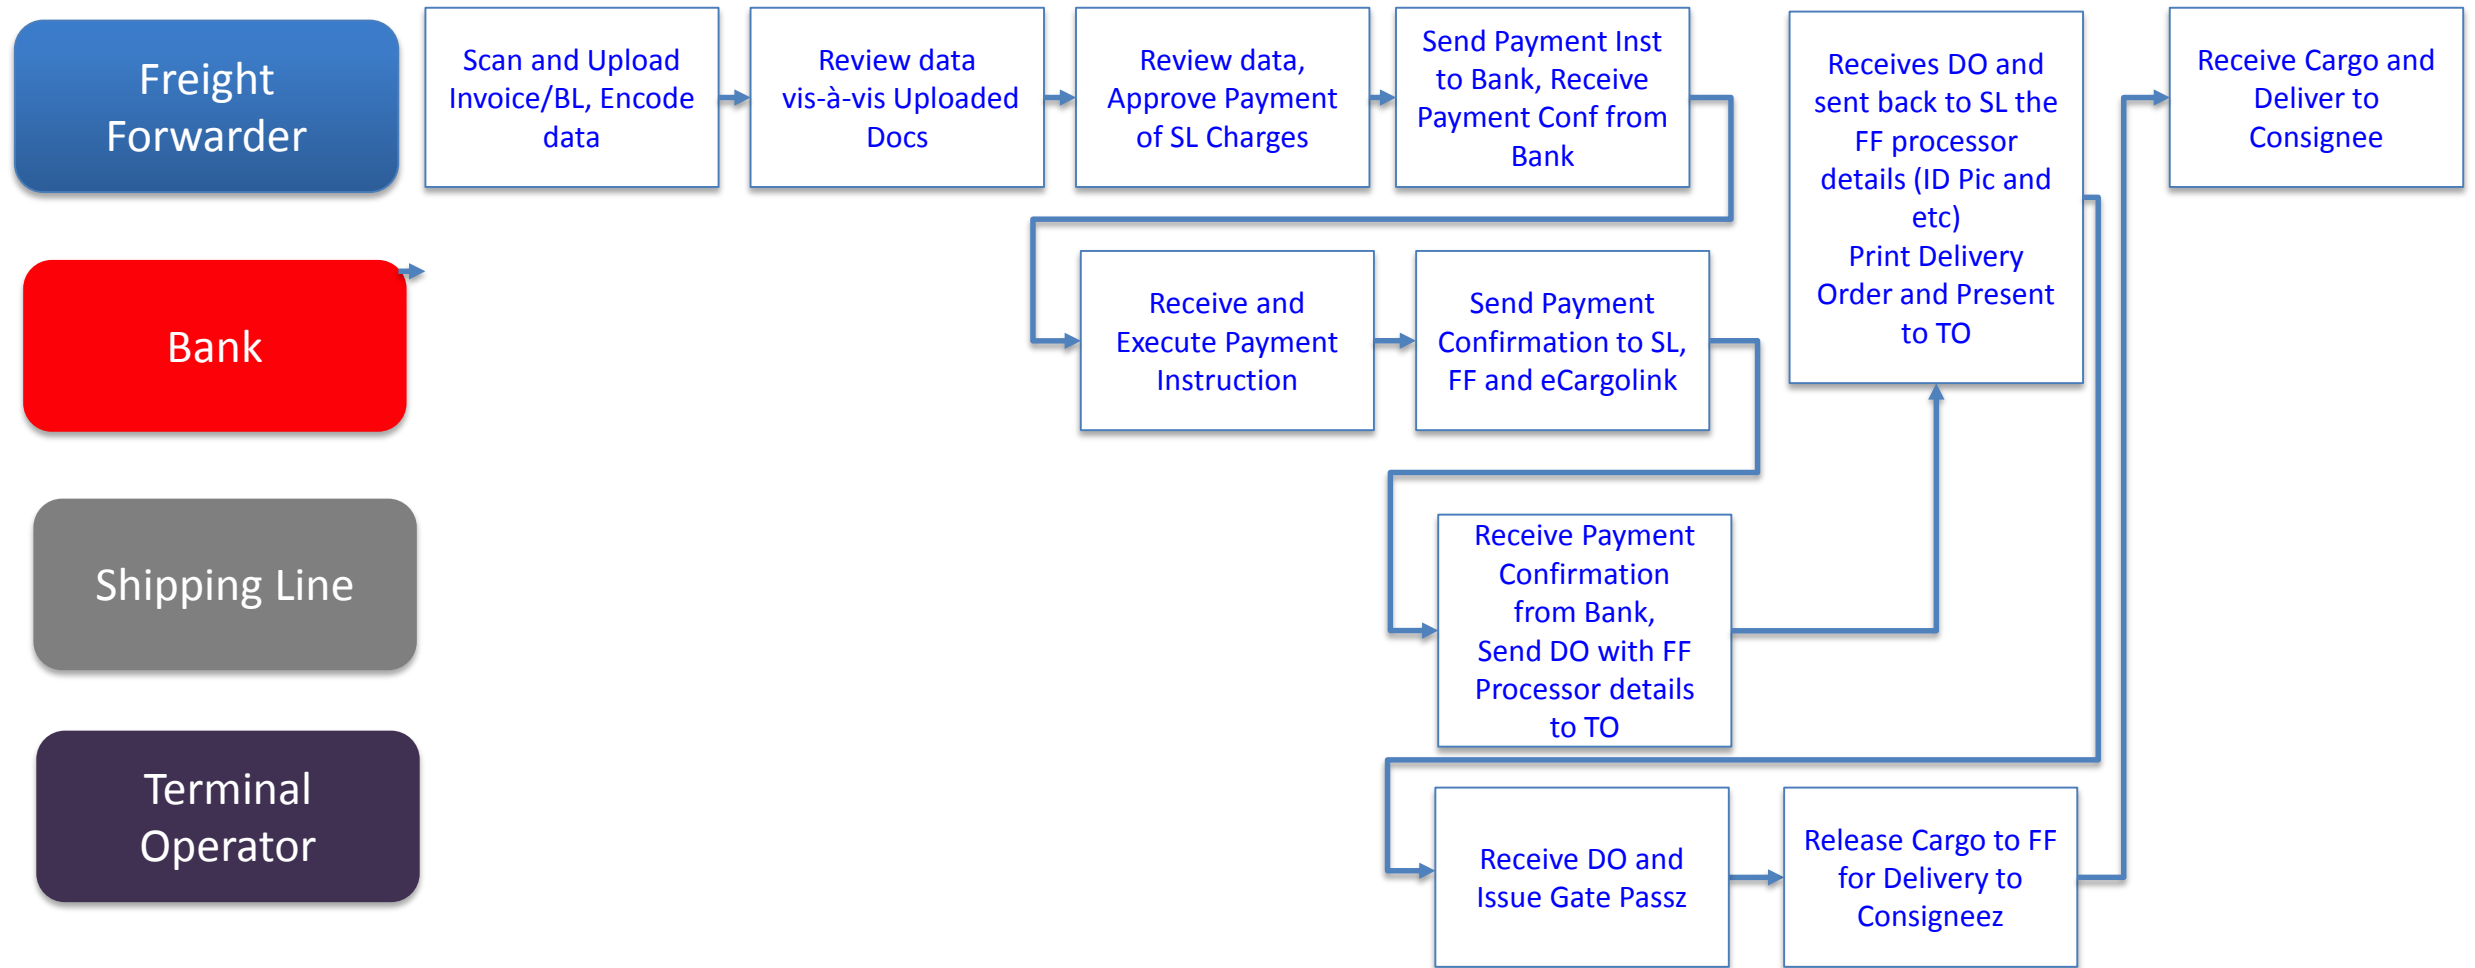 Freight
Forwarder
Scan and Upload
Invoice/BL, Encode
data
Review data
vis-à-vis Uploaded
Docs
Review data,
Approve Payment
of SL Charges
Send Payment Inst
to Bank, Receive
Payment Conf from
Bank
Receives DO and
sent back to SL the
FF processor
details (ID Pic and
etc)
Print Delivery
Order and Present
to TO
Receive Cargo and
Deliver to
Consignee
Bank
Receive and
Execute Payment
Instruction
Send Payment
Confirmation to SL,
FF and eCargolink
Shipping Line
Receive Payment
Confirmation
from Bank,
Send DO with FF
Processor details
to TO
Terminal
Operator
Receive DO and
Issue Gate Passz
Release Cargo to FF
for Delivery to
Consigneez